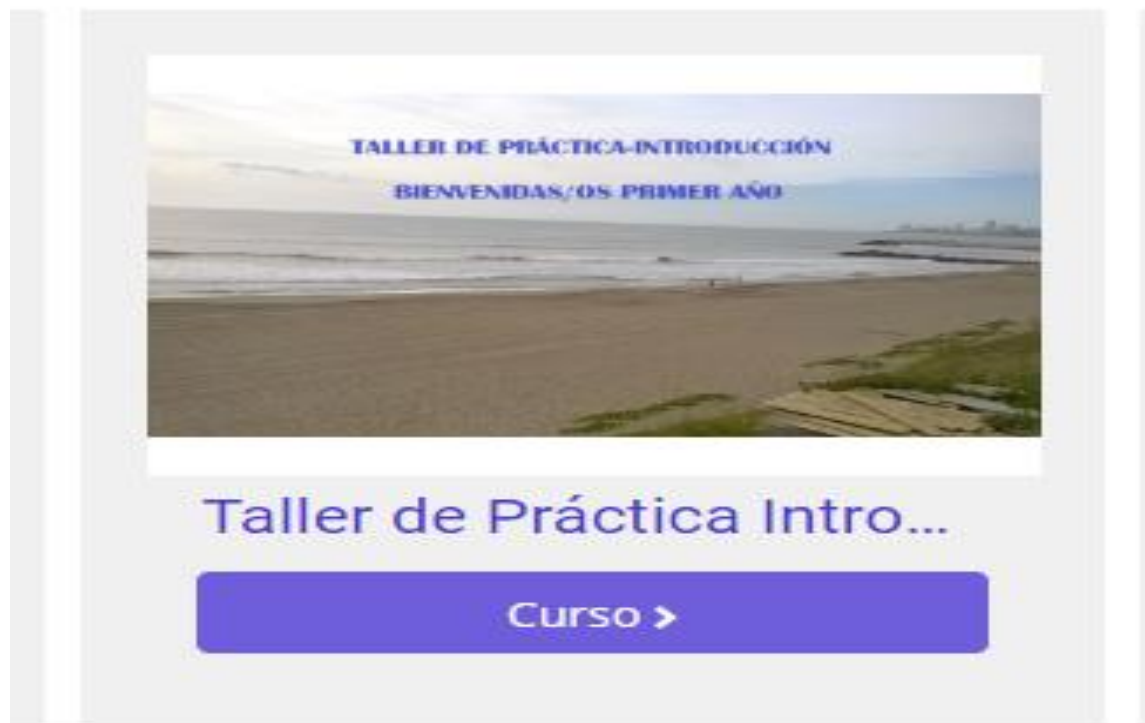 TALLER DE PRÁCTICA-INTRODUCCIÓN
BIENVENIDAS/OS PRIMER AÑO
Taller de Práctica Intro...
Curso >